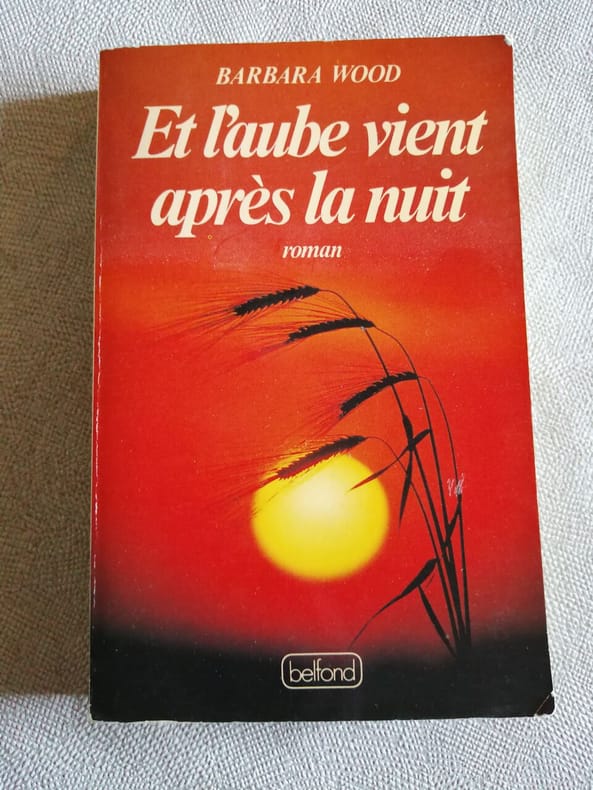 BARBARA WOOD
Et l'aube vient
après la nuit
roman
belfond